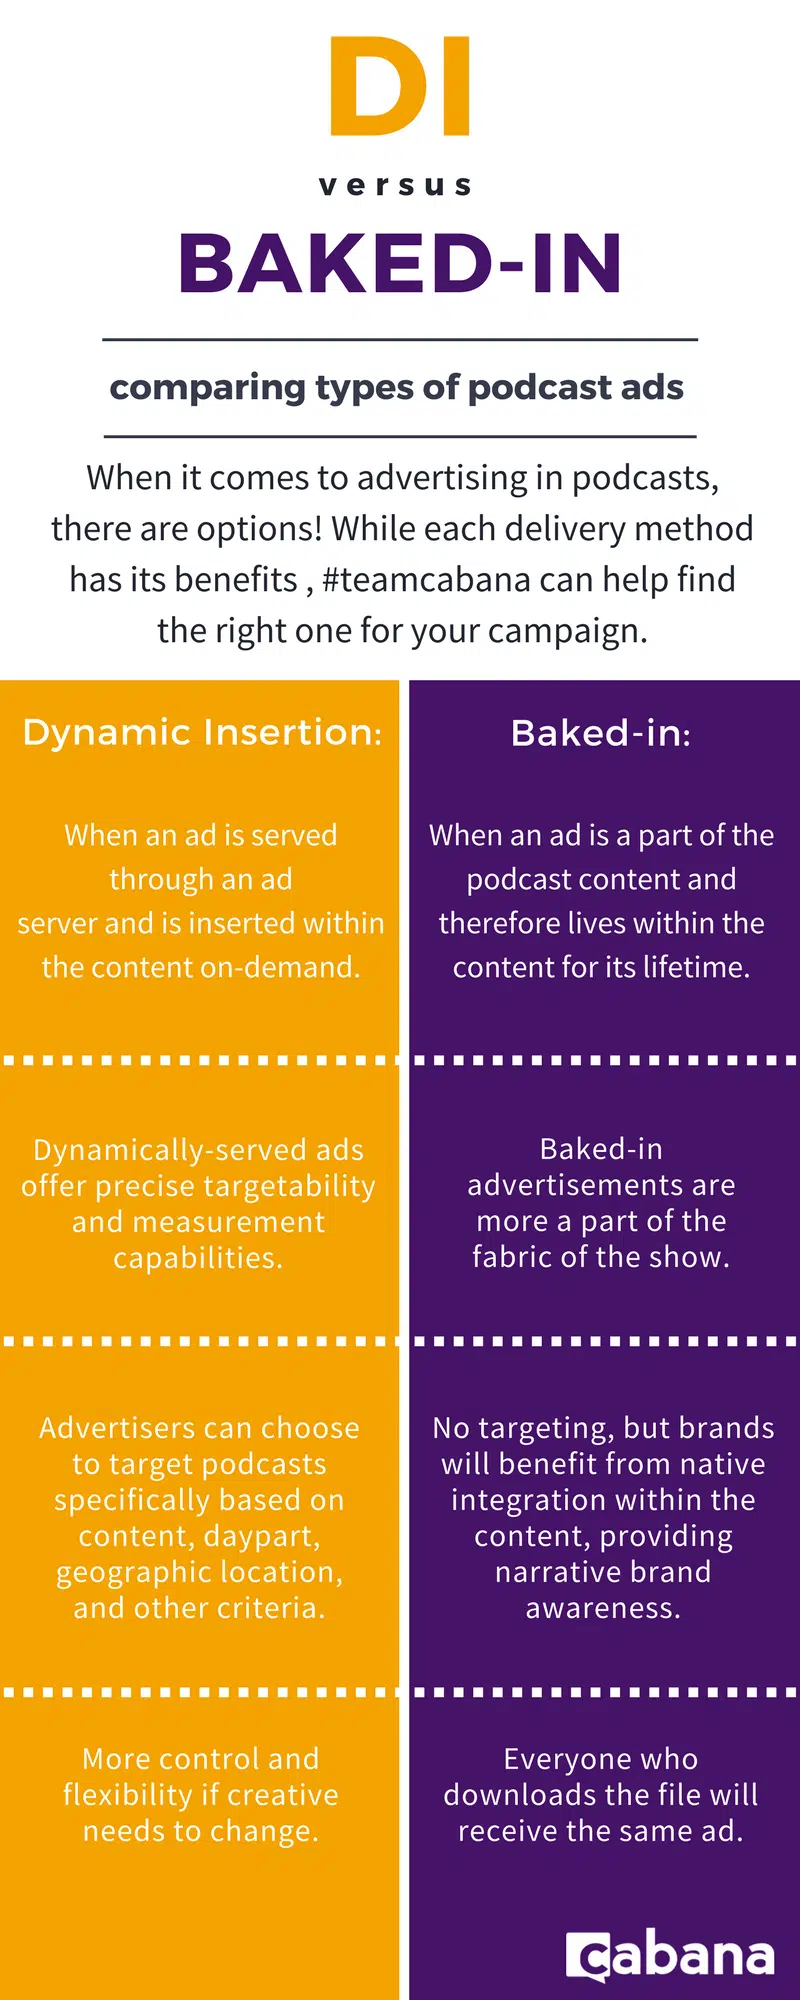 DI
versus
BAKED-IN
comparing types of podcast ads
When it comes to advertising in podcasts,
there are options! While each delivery method
has its benefits , #teamcabana can help find
the right one for your campaign.
Dynamic Insertion:
When an ad is served
through an ad
server and is inserted within
the content on-demand.
Dynamically-served ads
offer precise targetability
and measurement
capabilities.
Advertisers can choose
to target podcasts
specifically based on
content, daypart,
geographic location,
and other criteria.
More control and
flexibility if creative
needs to change.
Baked-in:
When an ad is a part of the
podcast content and
therefore lives within the
content for its lifetime.
Baked-in
advertisements are
more a part of the
fabric of the show.
No targeting, but brands
will benefit from native
integration within the
content, providing
narrative brand
awareness.
Everyone who
downloads the file will
receive the same ad.
cabana